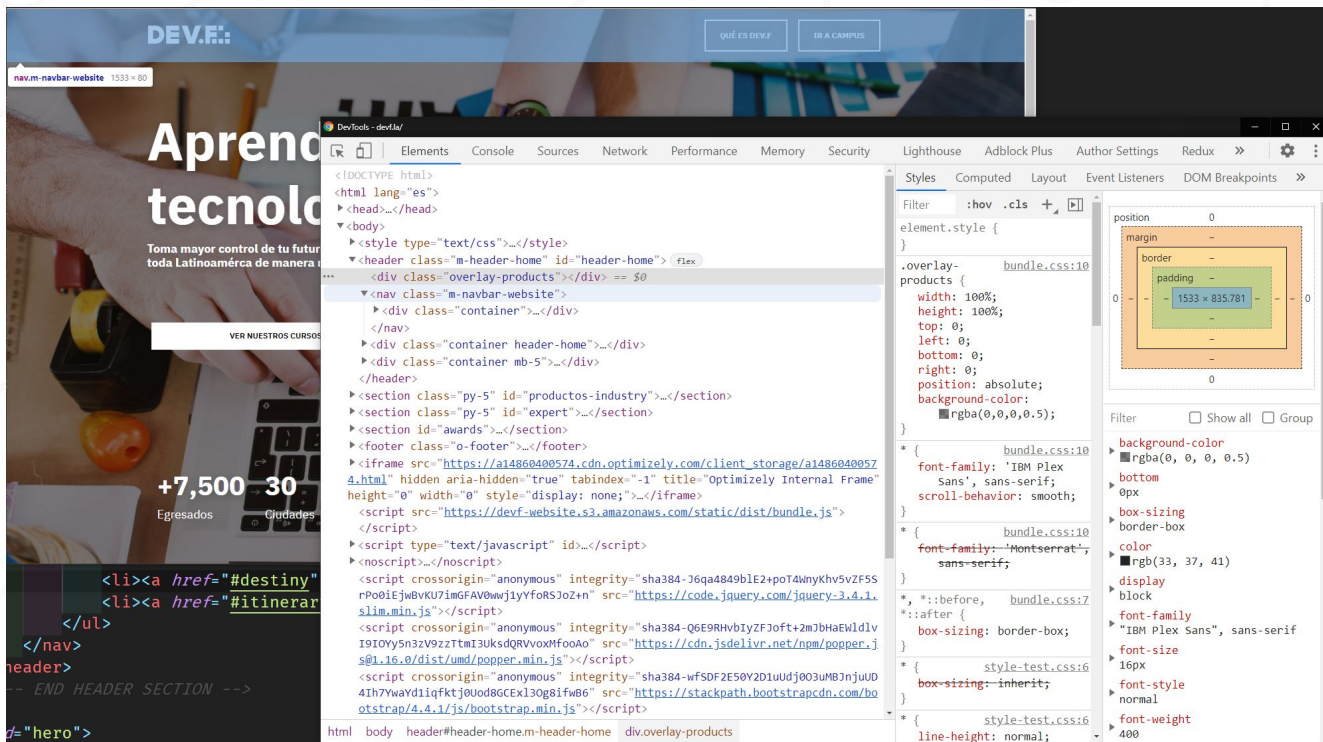 DEV.F.:
QUÉ ES DEV.F
IR A CAMPUS
nav.m-navbar-website 1533 × 80
Aprend
tecnolo
Toma mayor control de tu futur
toda Latinoamérca de manera
VER NUESTROS CURSOS
+7,500 30
Egresados Ciudades
<li><a href="#destiny"
<li><a href="#itinerar
</ul>
</nav>
header>
-- END HEADER SECTION -->
d="hero">
DevTools - devf.la/
Elements Console Sources Network Performance Memory Security Lighthouse Adblock Plus Author Settings Redux »
<!DOCTYPE html>
<html lang="es">
<head>…</head>
<body>
<style type="text/css">…</style>
<header class="m-header-home" id="header-home"> flex
<div class="overlay-products"></div> == $0
<nav class="m-navbar-website">
<div class="container">…</div>
</nav>
<div class="container header-home">…</div>
<div class="container mb-5">…</div>
</header>
<section class="py-5" id="productos-industry">…</section>
<section class="py-5" id="expert">…</section>
<section id="awards">…</section>
<footer class="o-footer">…</footer>
<iframe src="https://a14860400574.cdn.optimizely.com/client_storage/a1486040057
4.html" hidden aria-hidden="true" tabindex="-1" title="Optimizely Internal Frame"
height="0" width="0" style="display: none;">…</iframe>
<script src="https://devf-website.s3.amazonaws.com/static/dist/bundle.js">
</script>
<script type="text/javascript" id>…</script>
<noscript>…</noscript>
<script crossorigin="anonymous" integrity="sha384-J6qa4849blE2+poT4WnyKhv5vZF5S
rPo0iEjwBvKU7imGFAV0wwj1yYfoRSJoZ+n" src="https://code.jquery.com/jquery-3.4.1.
slim.min.js"></script>
<script crossorigin="anonymous" integrity="sha384-Q6E9RHvbIyZFJoft+2mJbHaEWldlv
I9IOYy5n3zV9zzTtmI3UksdQRVvoxMfooAo" src="https://cdn.jsdelivr.net/npm/popper.j
s@1.16.0/dist/umd/popper.min.js"></script>
<script crossorigin="anonymous" integrity="sha384-wfSDF2E50Y2D1uUdj0O3uMBJnjuUD
4Ih7YwaYd1iqfktj0Uod8GCExl3Og8ifwB6" src="https://stackpath.bootstrapcdn.com/bo
otstrap/4.4.1/js/bootstrap.min.js"></script>
html body header#header-home.m-header-home div.overlay-products
Styles Computed Layout Event Listeners DOM Breakpoints »
Filter :hov .cls +
element.style {
}
.overlay- bundle.css:10
products {
width: 100%;
height: 100%;
top: 0;
left: 0;
bottom: 0;
right: 0;
position: absolute;
background-color:
rgba(0,0,0,0.5);
}
* { bundle.css:10
font-family: 'IBM Plex
Sans', sans-serif;
scroll-behavior: smooth;
}
* { bundle.css:10
font-family: 'Montserrat',
sans-serif;
}
*, *::before, bundle.css:7
*::after {
box-sizing: border-box;
}
* { style-test.css:6
box-sizing: inherit;
}
* { style-test.css:6
line-height: normal;
position 0
margin -
border -
padding -
0 - - - 1533 × 835.781 - - - 0
-
-
-
0
Filter Show all Group
background-color
rgba(0, 0, 0, 0.5)
bottom
0px
box-sizing
border-box
color
rgb(33, 37, 41)
display
block
font-family
"IBM Plex Sans", sans-serif
font-size
16px
font-style
normal
font-weight
400